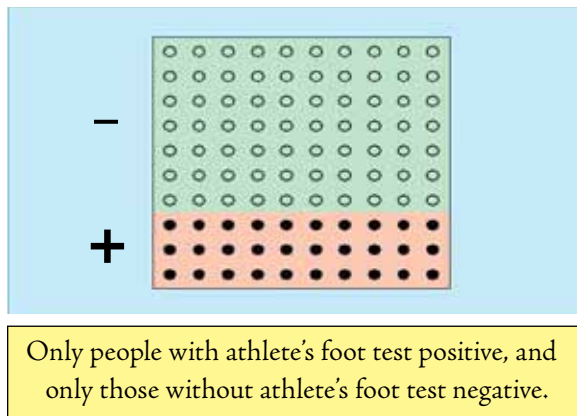 –
+
Only people with athlete's foot test positive, and
only those without athlete's foot test negative.